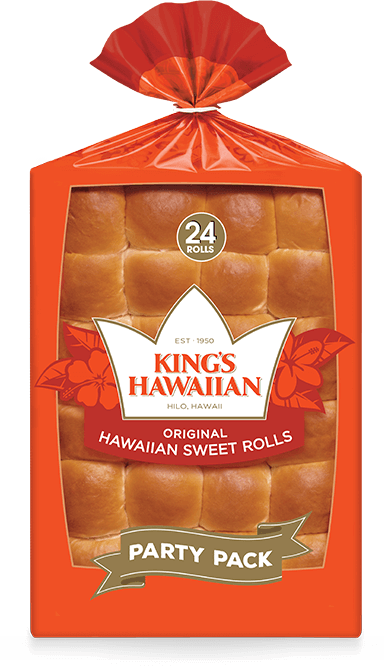 24
ROLLS
EST · 1950
KING'S
HAWAIIAN
HILO, HAWAII
ORIGINAL
HAWAIIAN SWEET ROLLS
PARTY PACK